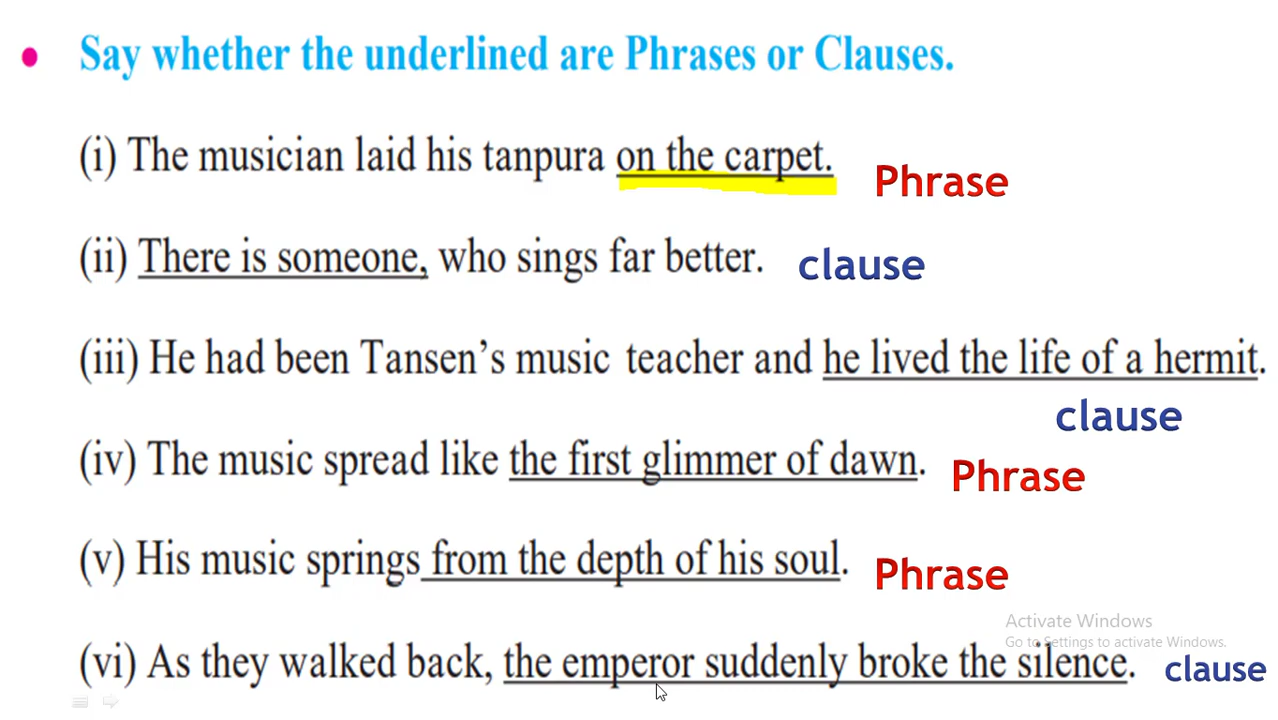 Say whether the underlined are Phrases or Clauses.
(i) The musician laid his tanpura on the carpet. Phrase
(ii) There is someone, who sings far better. clause
(iii) He had been Tansen’s music teacher and he lived the life of a hermit.
clause
(iv) The music spread like the first glimmer of dawn. Phrase
(v) His music springs from the depth of his soul. Phrase
Activate Windows
Go to Settings to activate Windows.
(vi) As they walked back, the emperor suddenly broke the silence. clause